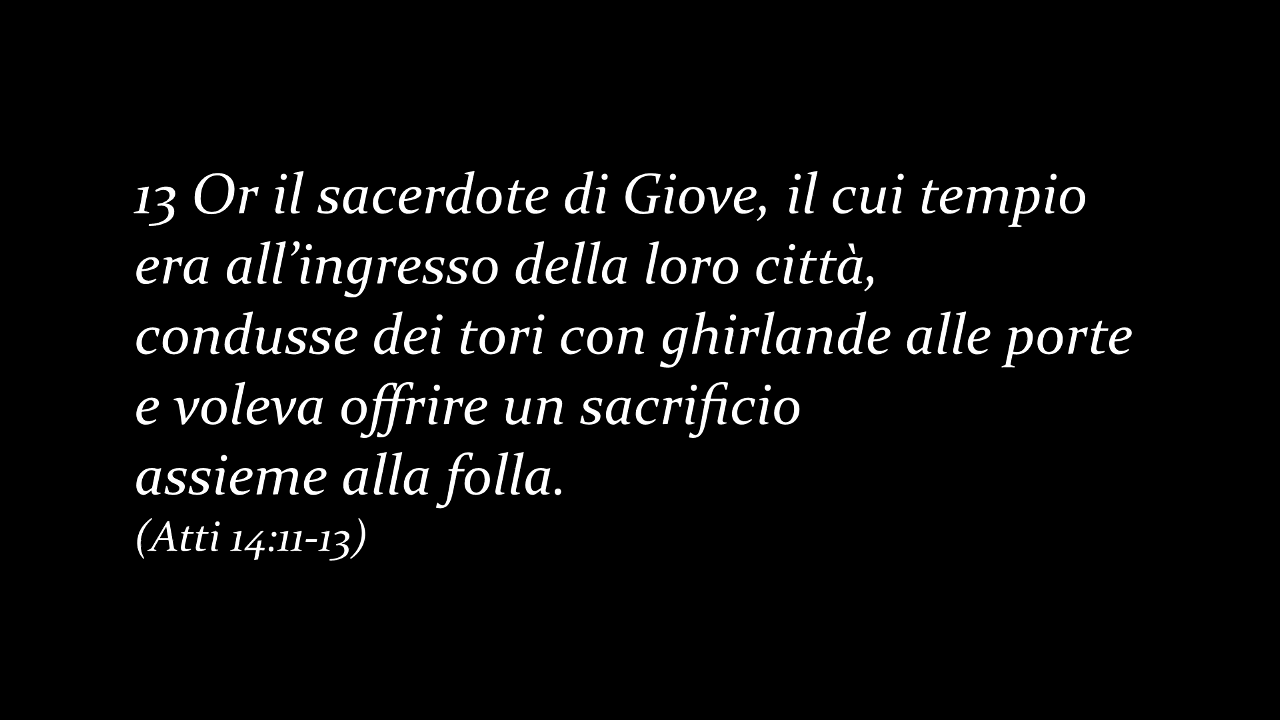 13 Or il sacerdote di Giove, il cui tempio
era all’ingresso della loro città,
condusse dei tori con ghirlande alle porte
e voleva offrire un sacrificio
assieme alla folla.
(Atti 14:11-13)